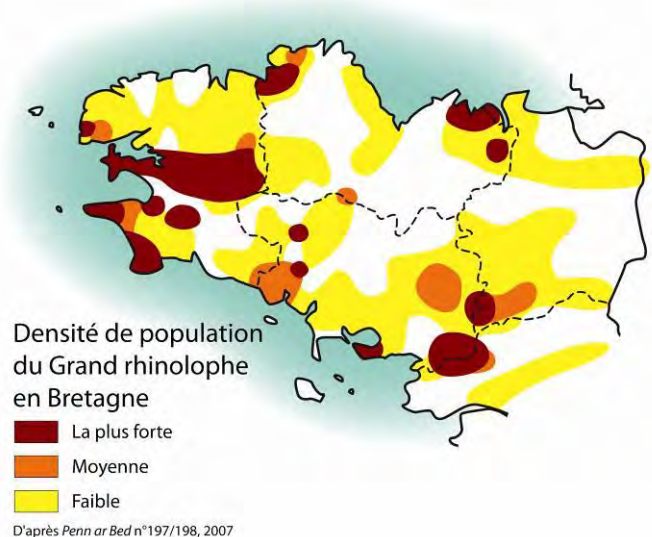 Densité de population
du Grand rhinolophe
en Bretagne
La plus forte
Moyenne
Faible
D'après Penn ar Bed n°197/198, 2007